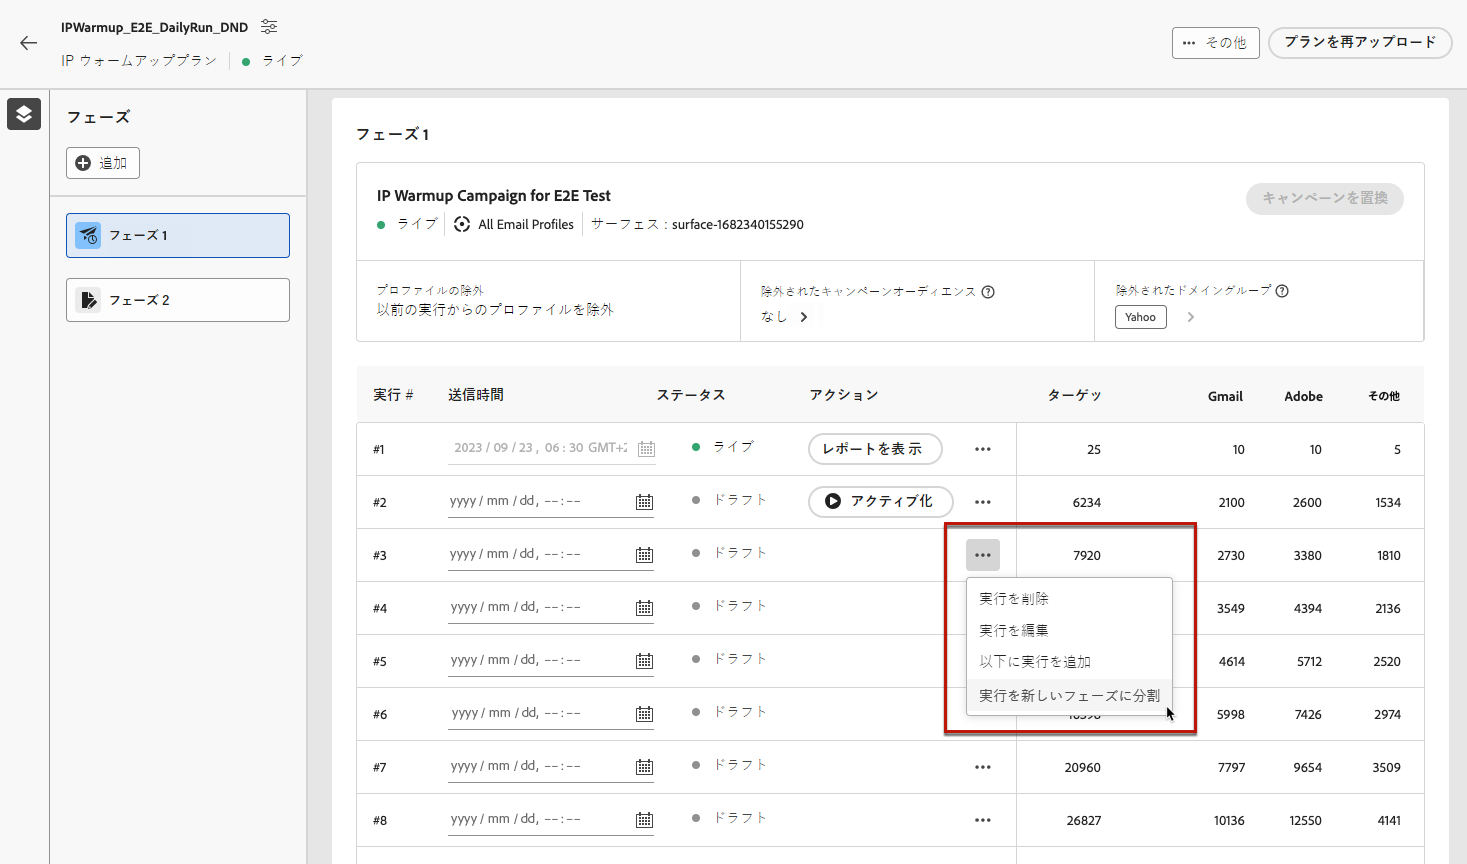 IPWarmup_E2E_DailyRun_DND
IP ウォームアッププラン ライブ
••• その他
プランを再アップロード
フェーズ
追加
フェーズ 1
フェーズ 2
フェーズ 1
IP Warmup Campaign for E2E Test
キャンペーンを置換
ライブ All Email Profiles サーフェス : surface-1682340155290
プロファイルの除外
以前の実行からのプロファイルを除外
除外されたキャンペーンオーディエンス
なし
除外されたドメイングループ
Yahoo
実行 # 送信時間 ステータス アクション ターゲッ Gmail Adobe その他
#1 2023 / 09 / 23 , 06 : 30 GMT+2 ライブ レポートを表示 ••• 25 10 10 5
#2 yyyy / mm / dd, --:-- ドラフト アクティブ化 ••• 6234 2100 2600 1534
#3 yyyy / mm / dd, --:-- ドラフト ••• 7920 2730 3380 1810
実行を削除
#4 yyyy / mm / dd, --:-- ドラフト 3549 4394 2136
実行を編集
#5 yyyy / mm / dd, --:-- ドラフト 以下に実行を追加 4614 5712 2520
実行を新しいフェーズに分割
#6 yyyy / mm / dd, --:-- ドラフト 5998 7426 2974
#7 yyyy / mm / dd, --:-- ドラフト ••• 20960 7797 9654 3509
#8 yyyy / mm / dd, --:-- ドラフト ••• 26827 10136 12550 4141